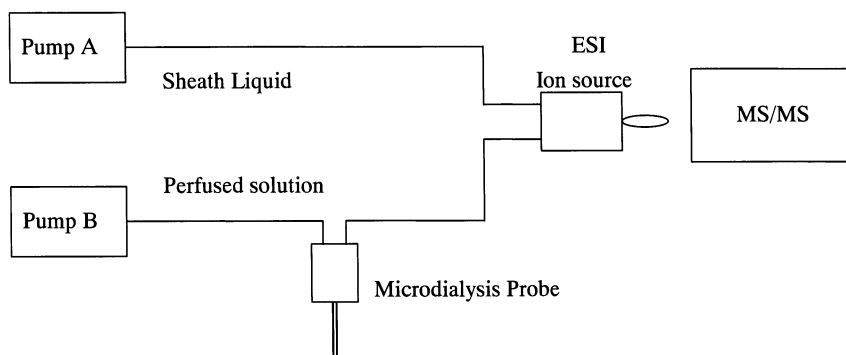 Pump A
Sheath Liquid
ESI
Ion source
MS/MS
Perfused solution
Pump B
Microdialysis Probe